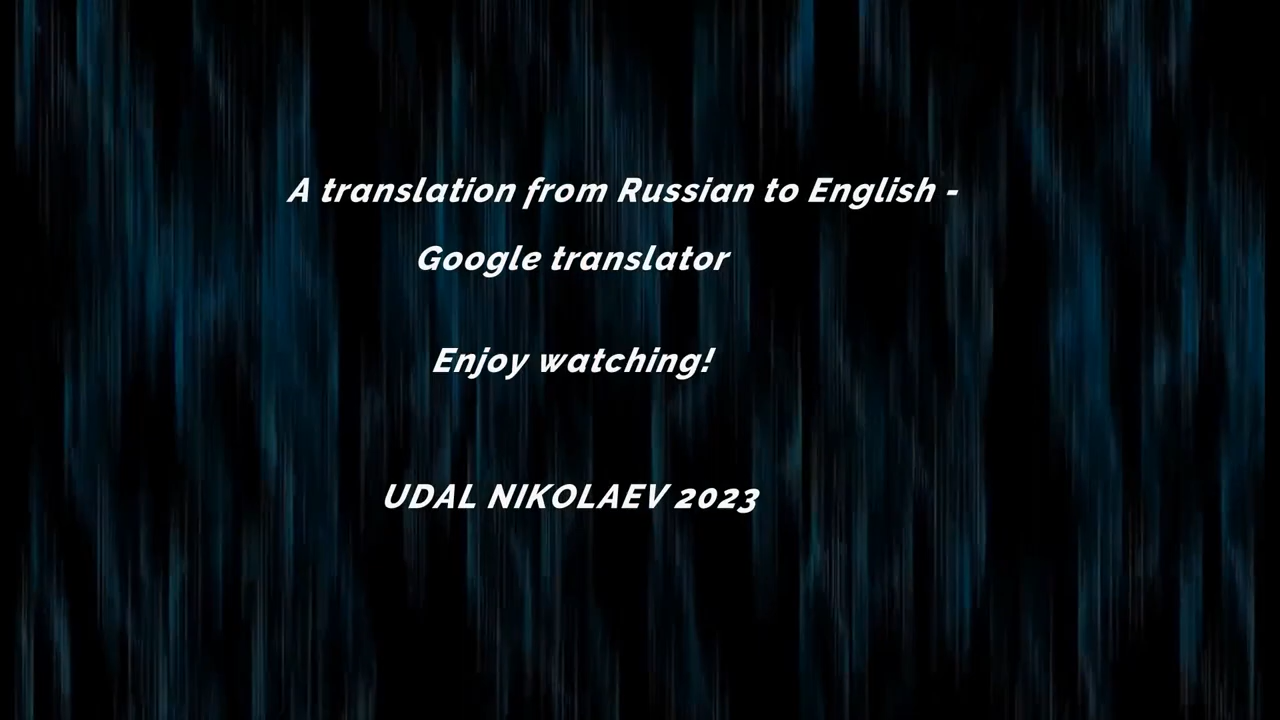 A translation from Russian to English -
Google translator
Enjoy watching!
UDAL NIKOLAEV 2023